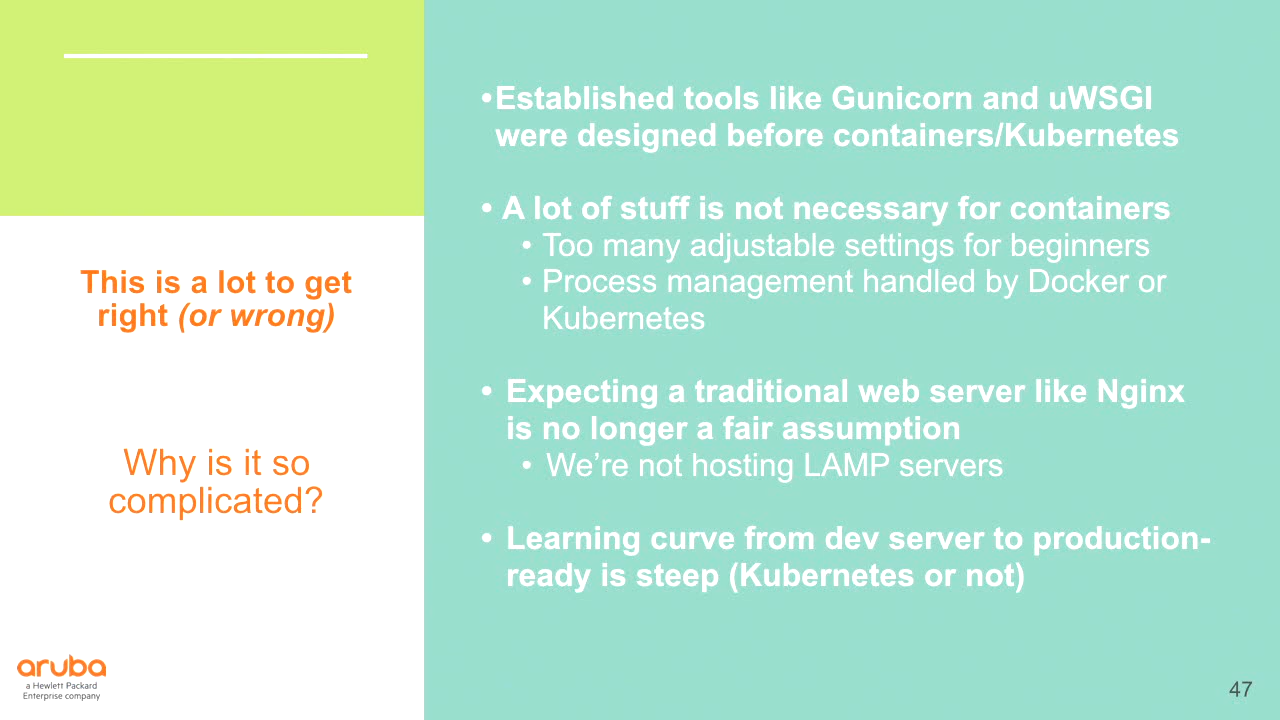 This is a lot to get
right (or wrong)
Why is it so
complicated?
•Established tools like Gunicorn and uWSGI
were designed before containers/Kubernetes
• A lot of stuff is not necessary for containers
• Too many adjustable settings for beginners
• Process management handled by Docker or
Kubernetes
• Expecting a traditional web server like Nginx
is no longer a fair assumption
• We’re not hosting LAMP servers
• Learning curve from dev server to production-
ready is steep (Kubernetes or not)
aruba
a Hewlett Packard
Enterprise company
47